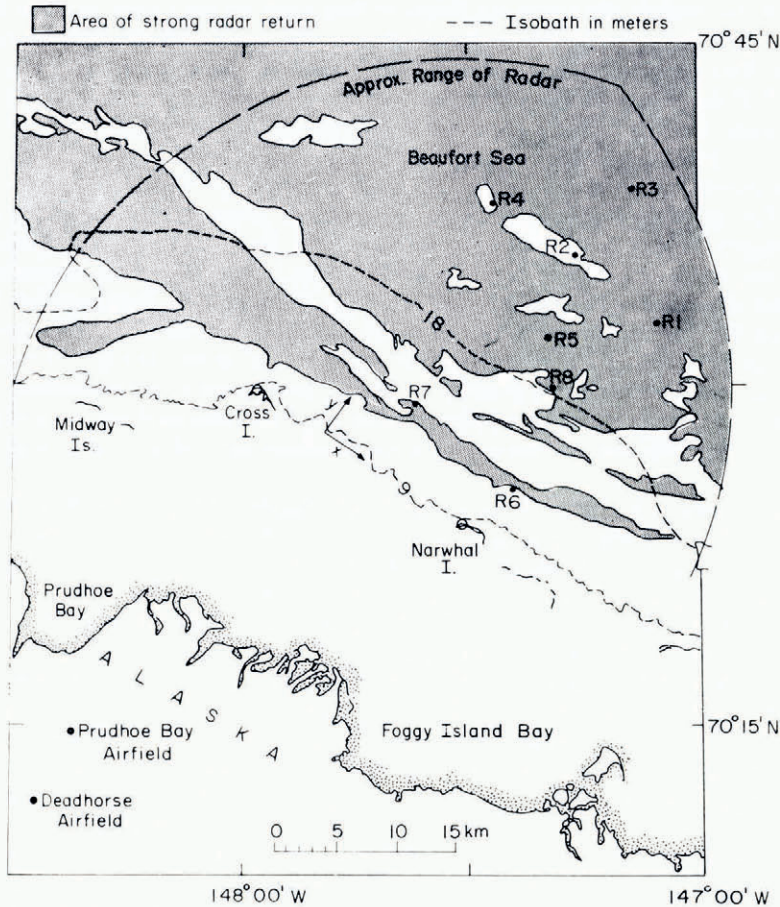 Area of strong radar return
Isobath in meters
70°45' N
Approx. Range of Radar
Beaufort Sea
R3
R4
R2
18
R1
R5
R8
R7
y
Cross
I.
Midway
Is.
x
9
R6
Narwhal
I.
Prudhoe
Bay
ALASKA
70°15' N
Prudhoe Bay
Airfield
Foggy Island Bay
Deadhorse
Airfield
0 5 10 15 km
148°00' W
147°00' W